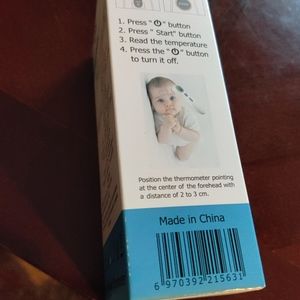 1. Press "⏻" button
2. Press " Start" button
3. Read the temperature
4. Press the "⏻" button
to turn it off.
Position the thermometer pointing
at the center of the forehead with
a distance of 2 to 3 cm.
Made in China
6 970392 215631